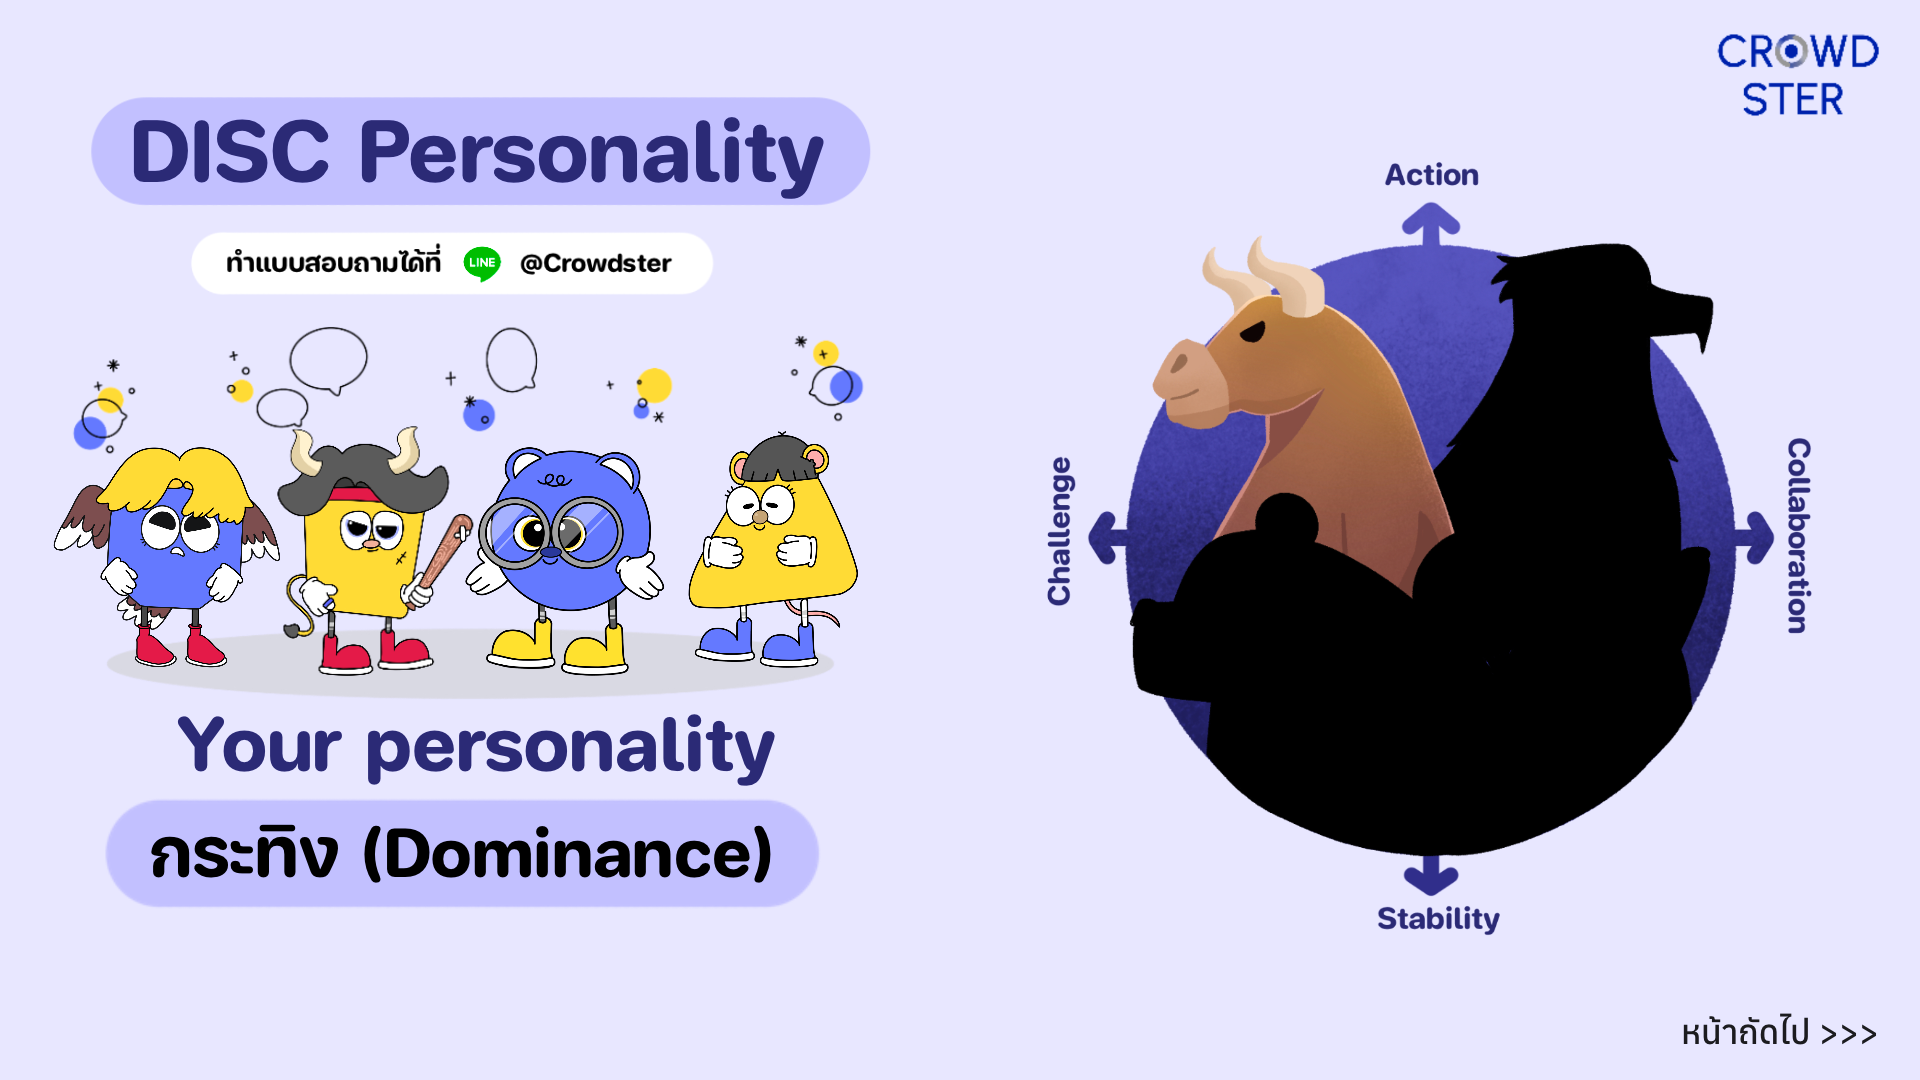 CROWD
STER
DISC Personality
ทำแบบสอบถามได้ที่ LINE @Crowdster
Your personality
กระทิง (Dominance)
Action
Challenge
Collaboration
Stability
หน้าถัดไป >>>